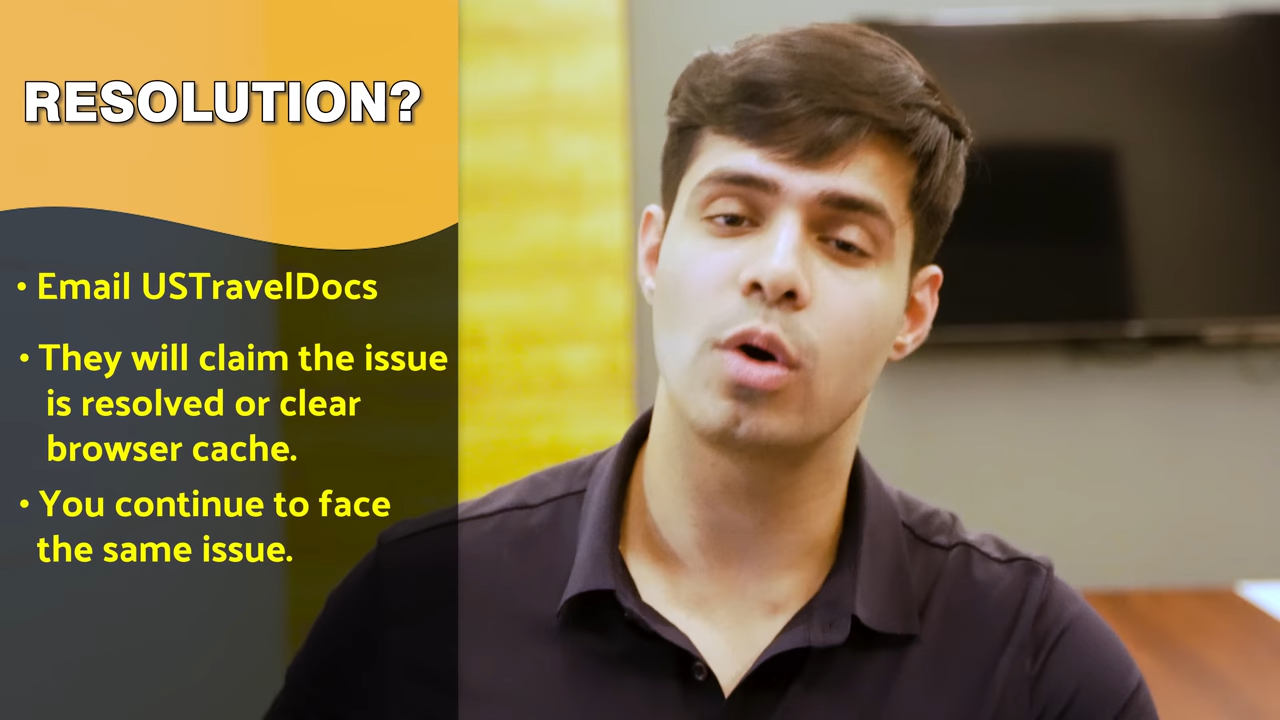 RESOLUTION?
• Email USTravelDocs
• They will claim the issue
is resolved or clear
browser cache.
• You continue to face
the same issue.